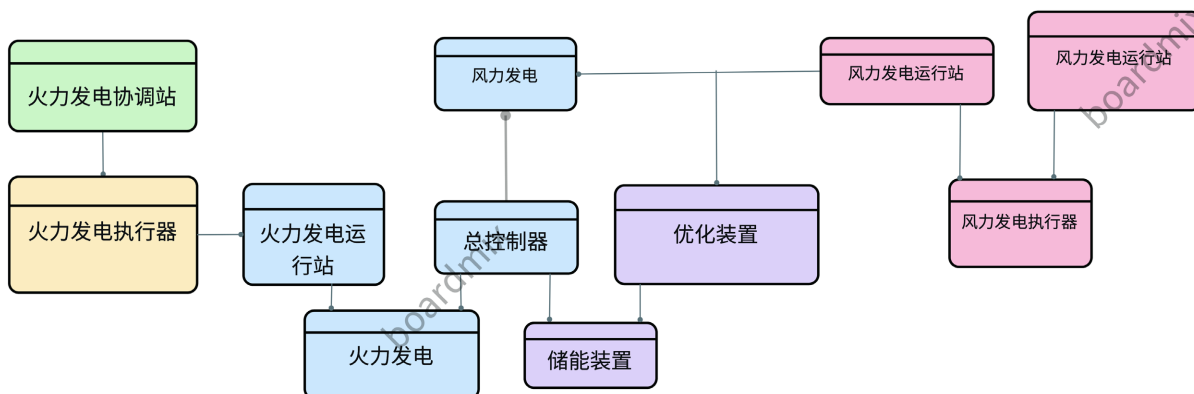 风力发电运行站
风力发电
风力发电运行站
火力发电协调站
风力发电执行器
火力发电执行器
火力发电运
行站
总控制器
优化装置
火力发电
储能装置
boardmix
boardmix